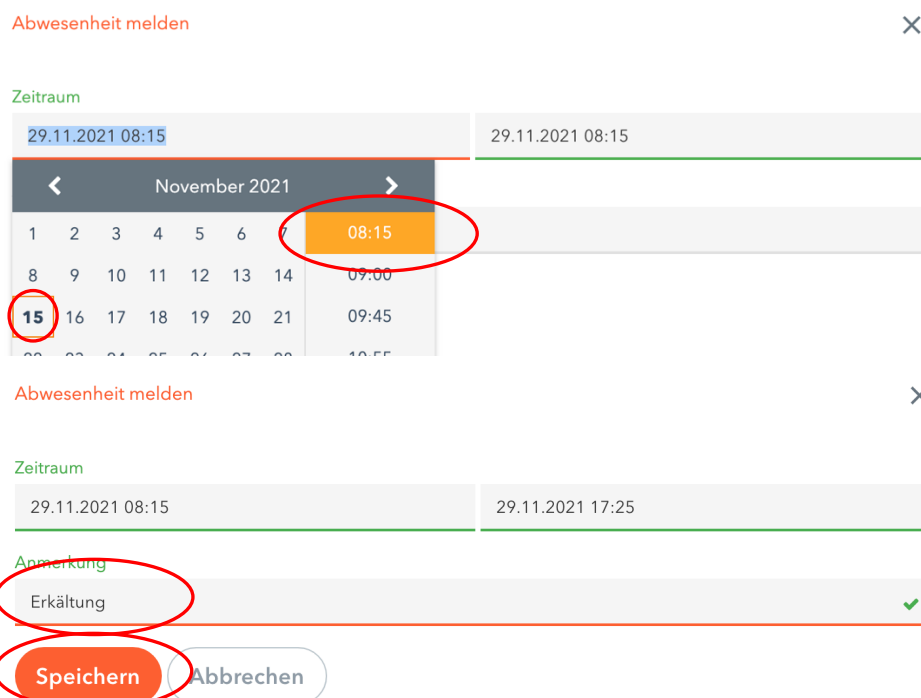 Abwesenheit melden
Zeitraum
29.11.2021 08:15 29.11.2021 08:15
November 2021
1 2 3 4 5 6 7 08:15
8 9 10 11 12 13 14 09:00
15 16 17 18 19 20 21 09:45
Abwesenheit melden
Zeitraum
29.11.2021 08:15 29.11.2021 17:25
Anmerkung
Erkältung
Speichern Abbrechen